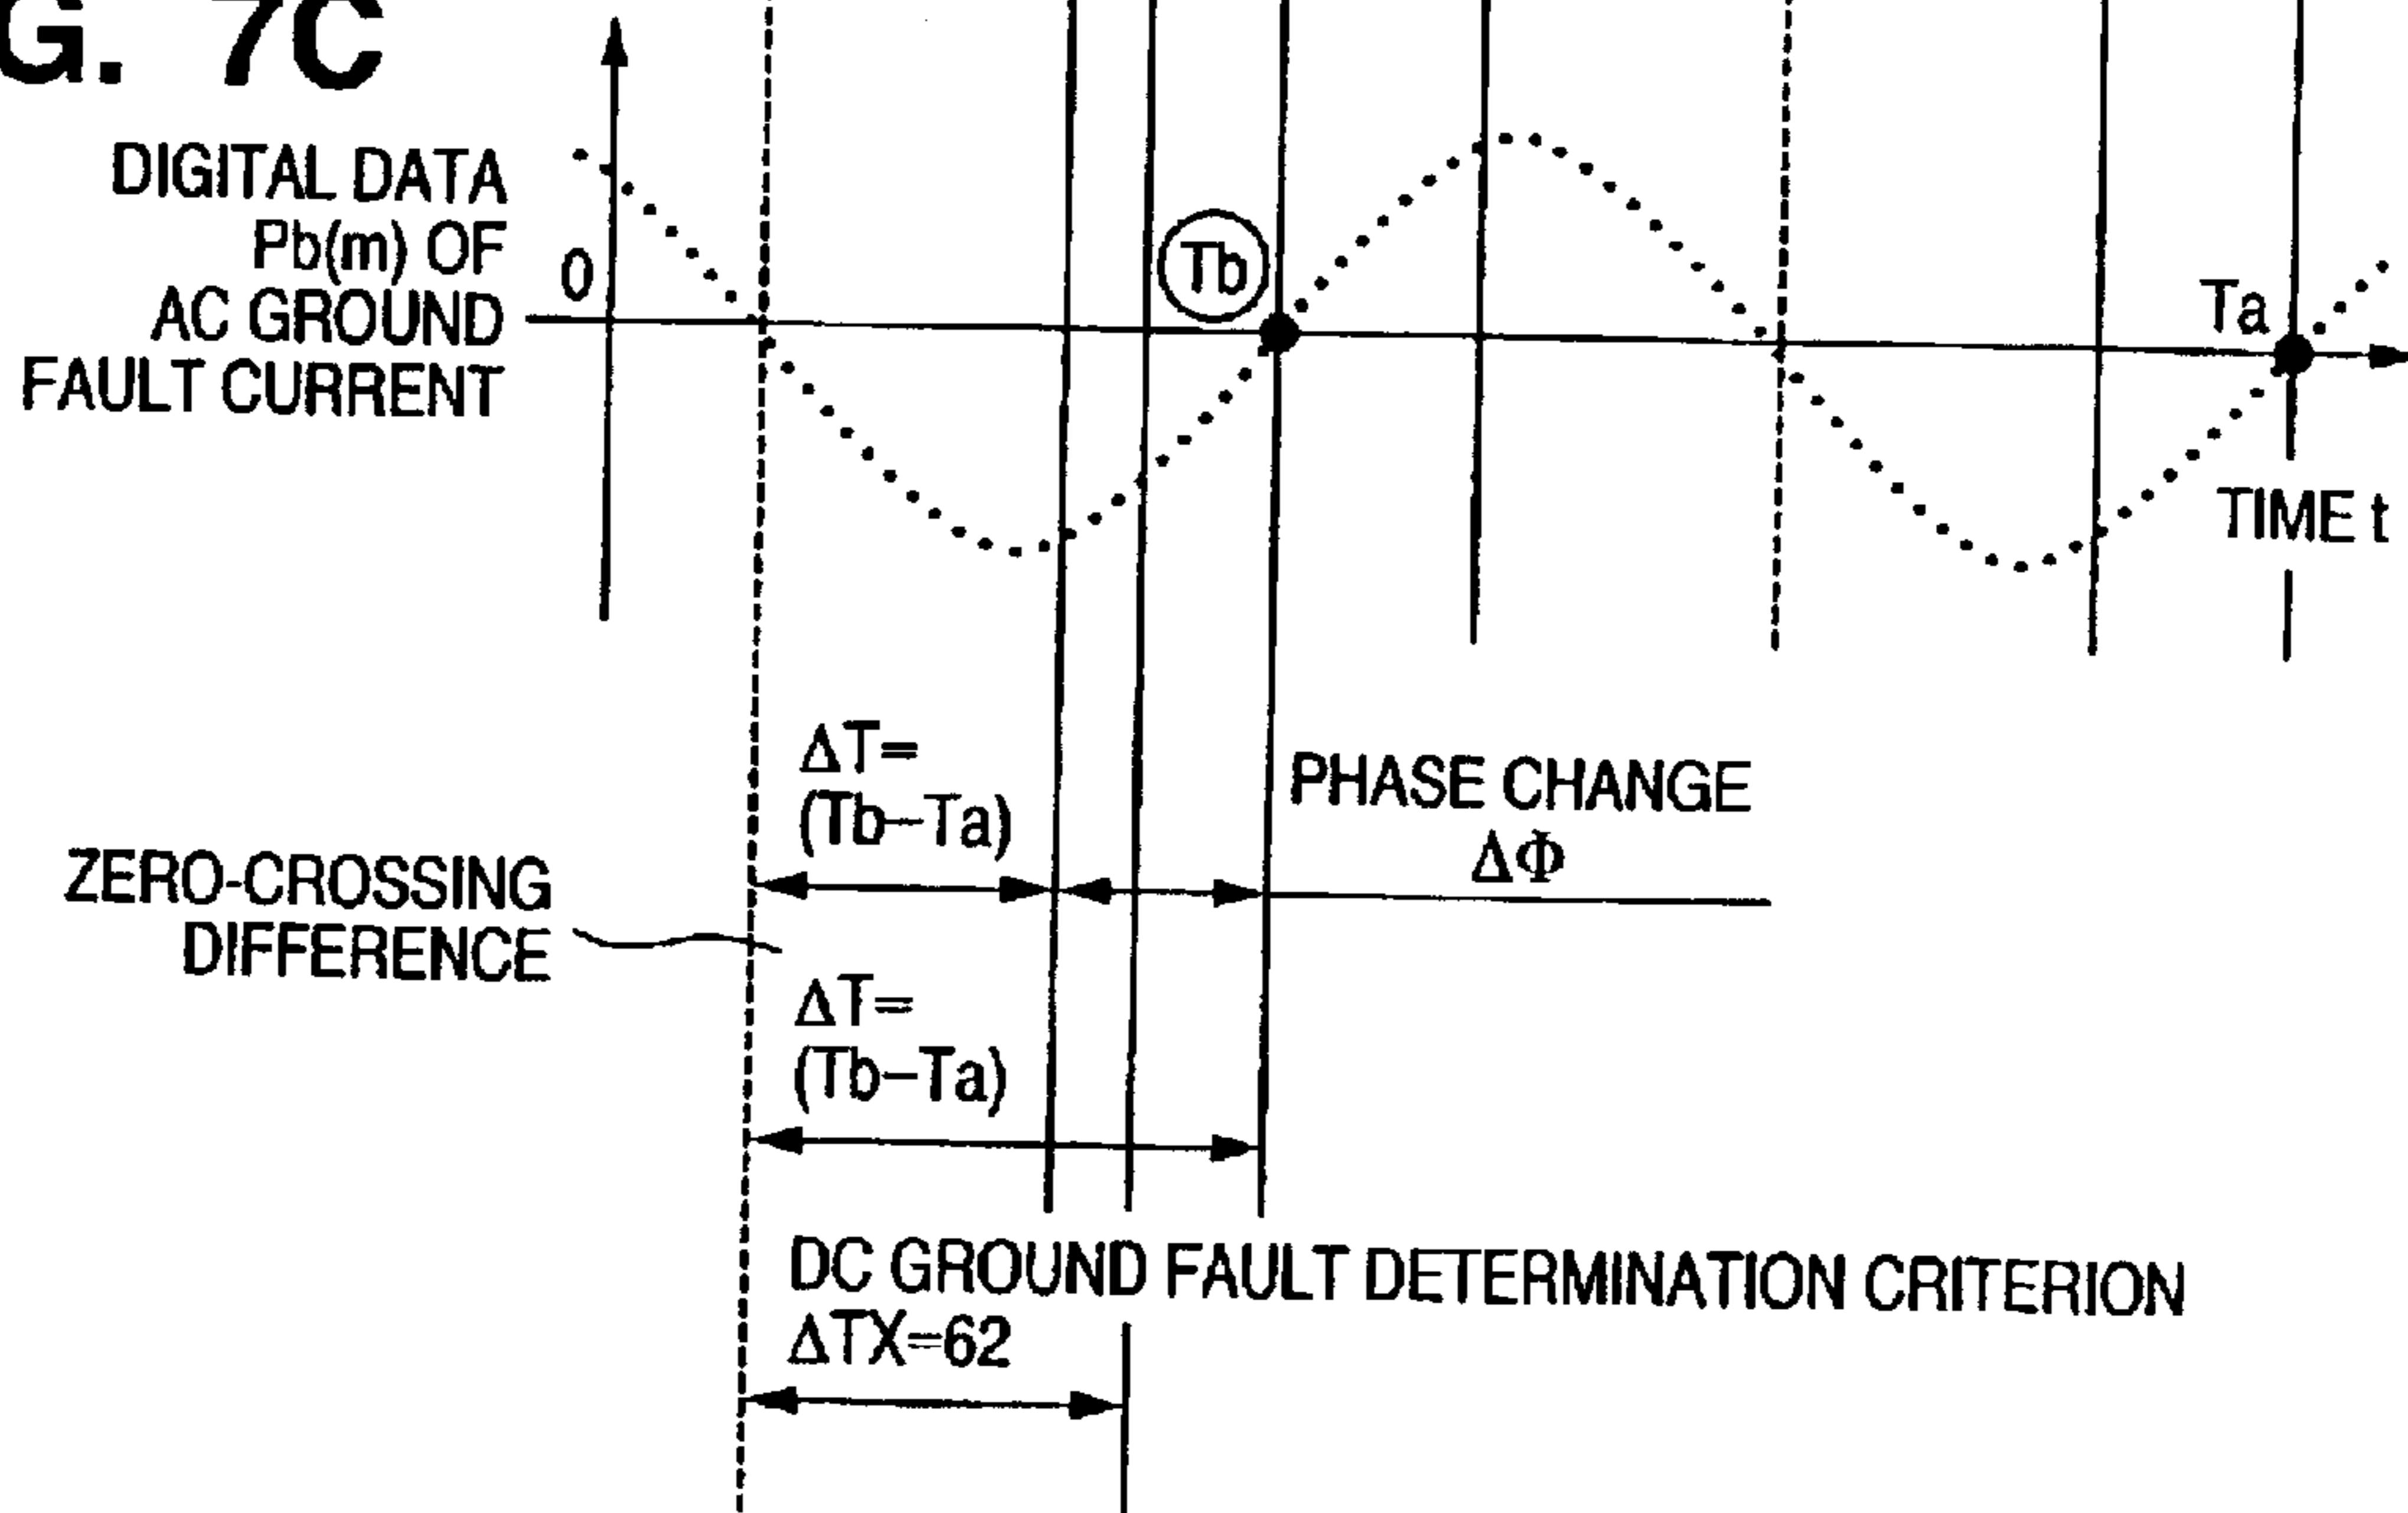 G. 7C
DIGITAL DATA
Pb(m) OF
AC GROUND
FAULT CURRENT
0
Tb
Ta
TIME t
ΔT=
(Tb–Ta)
PHASE CHANGE
ΔΦ
ZERO-CROSSING
DIFFERENCE
ΔT=
(Tb–Ta)
DC GROUND FAULT DETERMINATION CRITERION
ΔTX=62